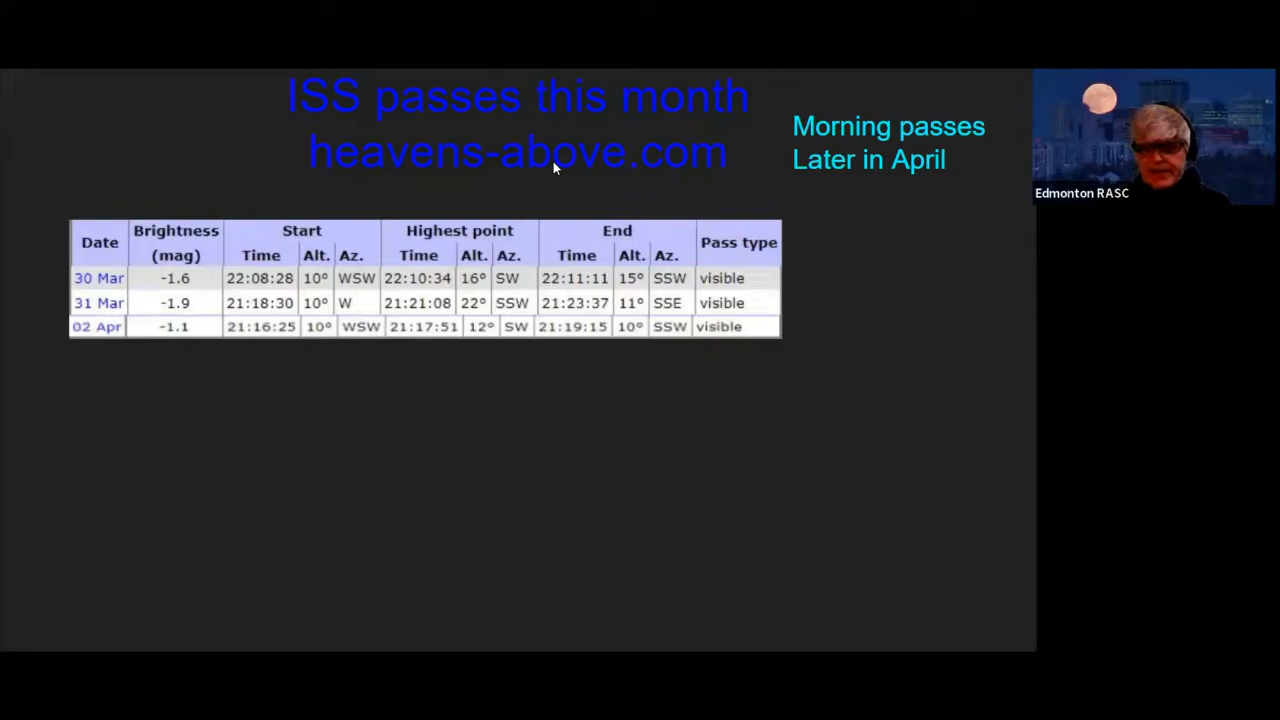 ISS passes this month
heavens-above.com
Morning passes
Later in April
Edmonton RASC
Date Brightness (mag) Start Highest point End Pass type
Time Alt. Az. Time Alt. Az. Time Alt. Az.
30 Mar -1.6 22:08:28 10° WSW 22:10:34 16° SW 22:11:11 15° SSW visible
31 Mar -1.9 21:18:30 10° W 21:21:08 22° SSW 21:23:37 11° SSE visible
02 Apr -1.1 21:16:25 10° WSW 21:17:51 12° SW 21:19:15 10° SSW visible